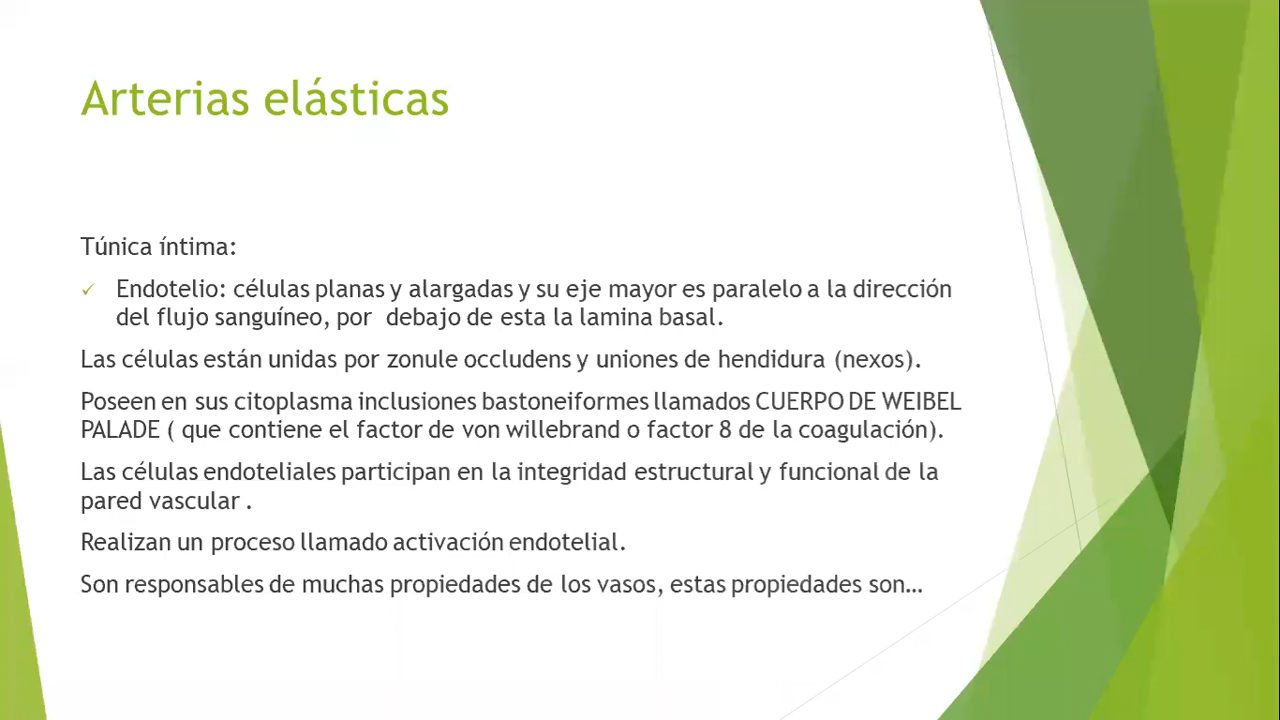 Arterias elásticas
Túnica íntima:
✓ Endotelio: células planas y alargadas y su eje mayor es paralelo a la dirección
del flujo sanguíneo, por debajo de esta la lamina basal.
Las células están unidas por zonule occludens y uniones de hendidura (nexos).
Poseen en sus citoplasma inclusiones bastoneiformes llamados CUERPO DE WEIBEL
PALADE ( que contiene el factor de von willebrand o factor 8 de la coagulación).
Las células endoteliales participan en la integridad estructural y funcional de la
pared vascular .
Realizan un proceso llamado activación endotelial.
Son responsables de muchas propiedades de los vasos, estas propiedades son…